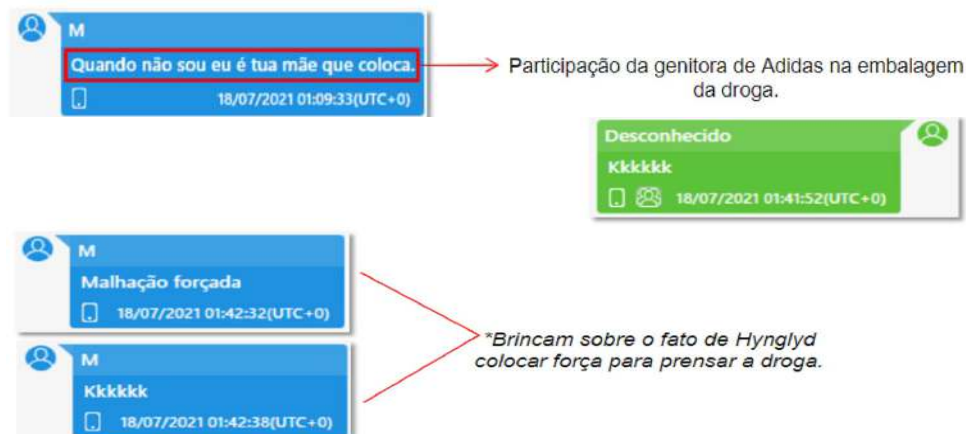 M
Quando não sou eu é tua mãe que coloca.
18/07/2021 01:09:33(UTC+0)
Participação da genitora de Adidas na embalagem
da droga.
Desconhecido
Kkkkkk
18/07/2021 01:41:52(UTC+0)
M
Malhação forçada
18/07/2021 01:42:32(UTC+0)
*Brincam sobre o fato de Hynglyd
colocar força para prensar a droga.
M
Kkkkkk
18/07/2021 01:42:38(UTC+0)